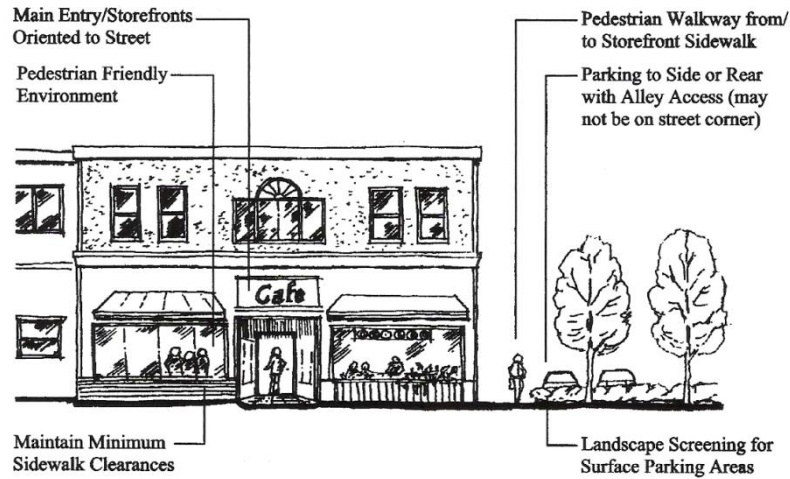 Main Entry/Storefronts
Oriented to Street
Pedestrian Friendly
Environment
Pedestrian Walkway from/
to Storefront Sidewalk
Parking to Side or Rear
with Alley Access (may
not be on street corner)
Cafe
Maintain Minimum
Sidewalk Clearances
Landscape Screening for
Surface Parking Areas